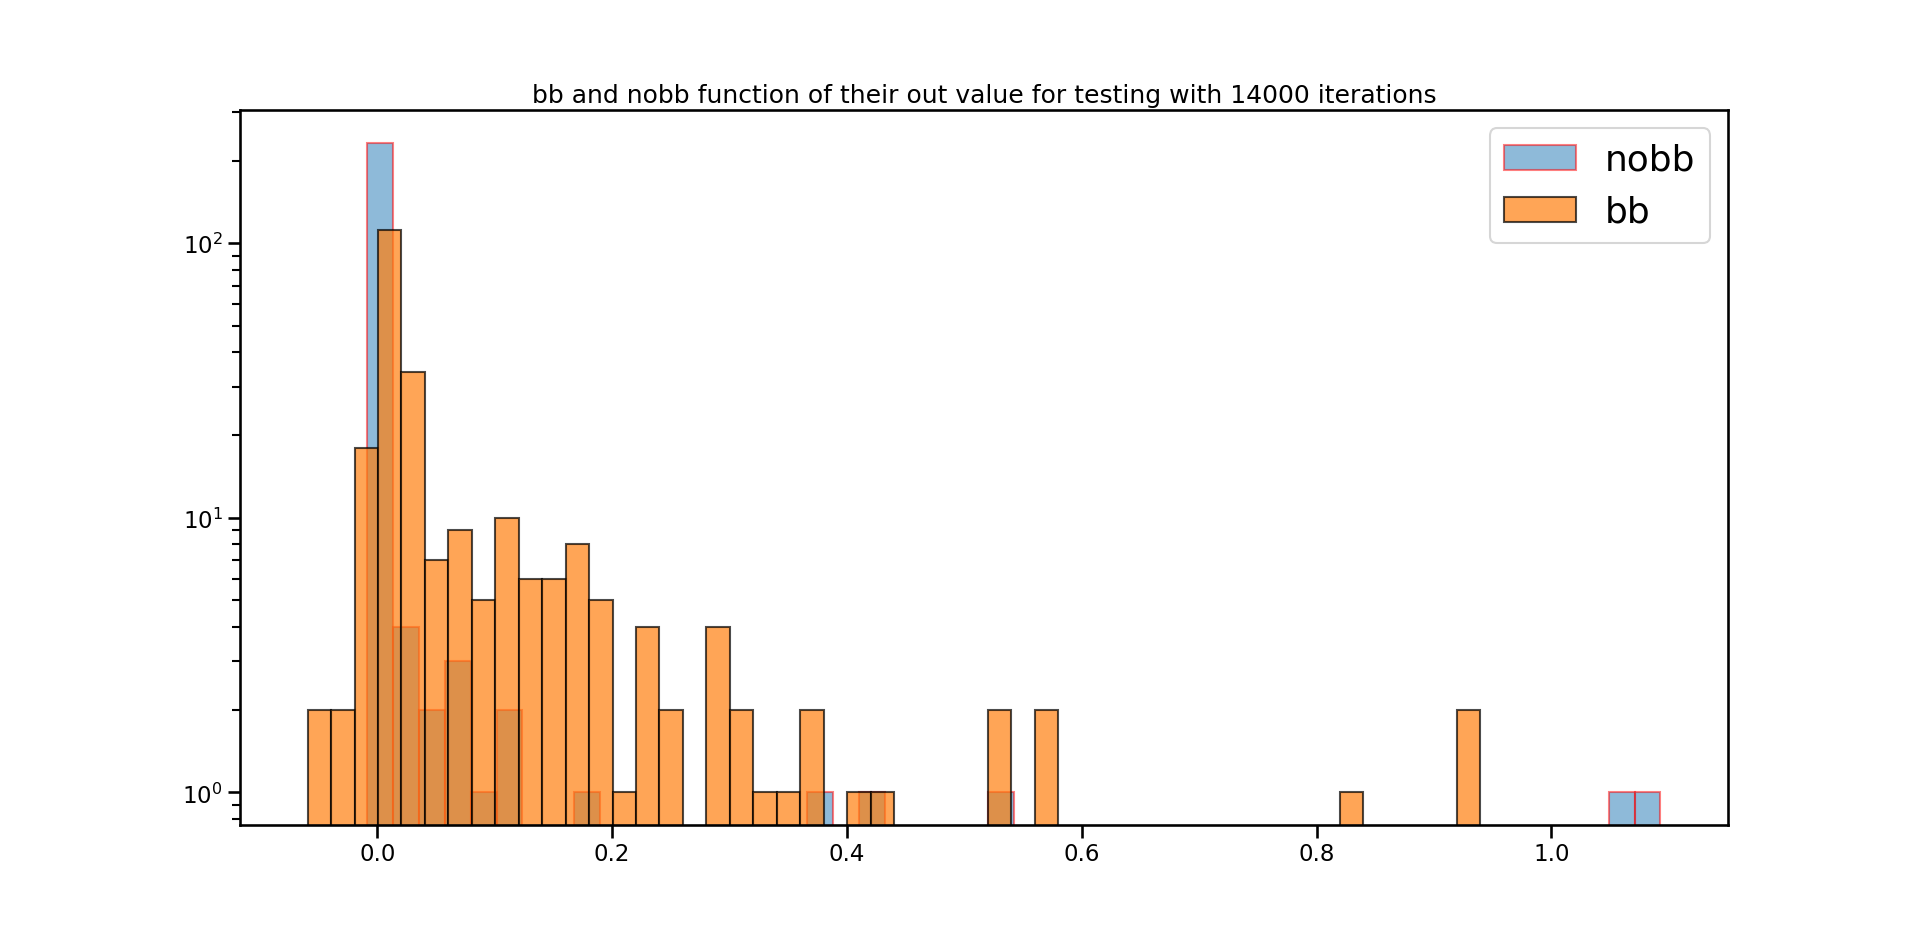 bb and nobb function of their out value for testing with 14000 iterations
nobb
bb
10²
10¹
10⁰
0.0 0.2 0.4 0.6 0.8 1.0